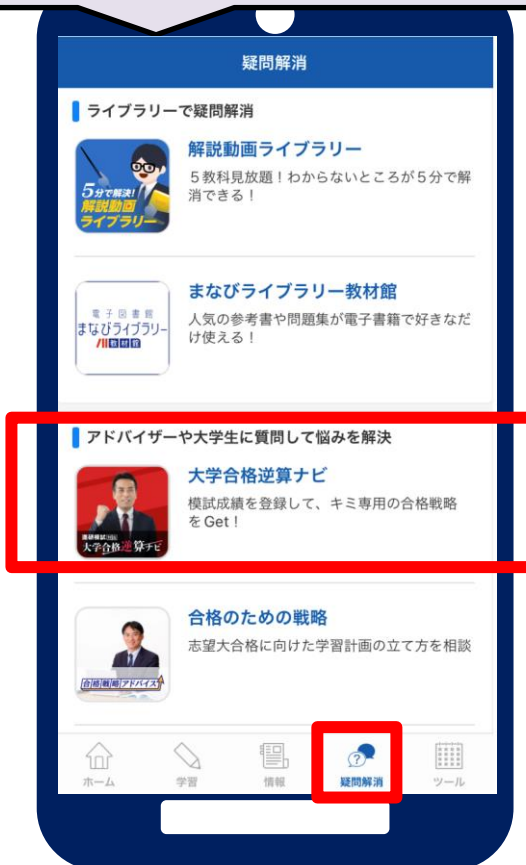 疑問解消
ライブラリーで疑問解消
5分で解決!
解説動画
ライブラリー
解説動画ライブラリー
5教科見放題！わからないところが5分で解
消できる！
電子図書館
まなびライブラリー
教材館
まなびライブラリー教材館
人気の参考書や問題集が電子書籍で好きなだ
け使える！
アドバイザーや大学生に質問して悩みを解決
大学合格逆算ナビ
大学合格逆算ナビ
模試成績を登録して、キミ専用の合格戦略
をGet！
合格戦略アドバイス
合格のための戦略
志望大合格に向けた学習計画の立て方を相談
ホーム
学習
情報
疑問解消
ツール